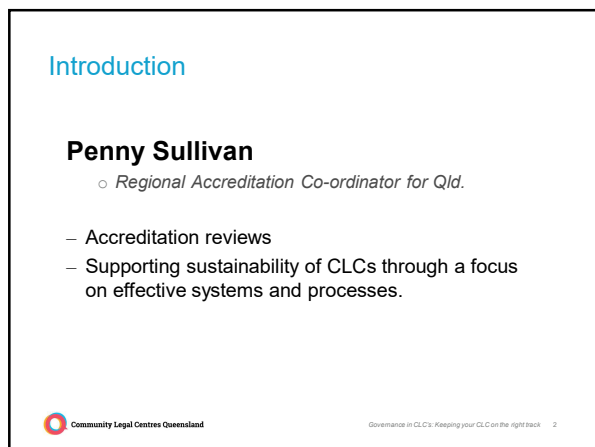 Introduction
Penny Sullivan
○ Regional Accreditation Co-ordinator for Qld.
– Accreditation reviews
– Supporting sustainability of CLCs through a focus
on effective systems and processes.
Community Legal Centres Queensland
Governance in CLC's: Keeping your CLC on the right track 2